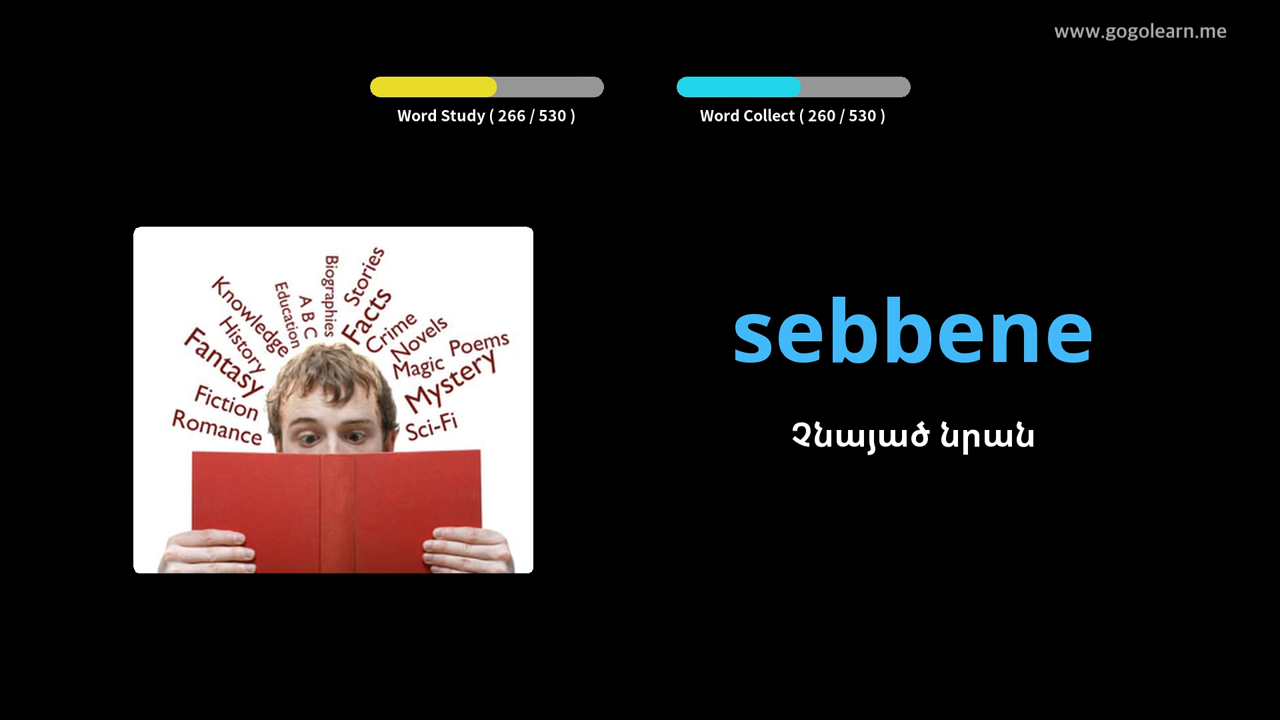 www.gogolearn.me
Word Study ( 266 / 530 )
Word Collect ( 260 / 530 )
Knowledge
History
Fantasy
Fiction
Romance
Education
A B C
Biographies
Stories
Facts
Crime
Novels
Magic
Poems
Mystery
Sci-Fi
sebbene
Չնայած նրան